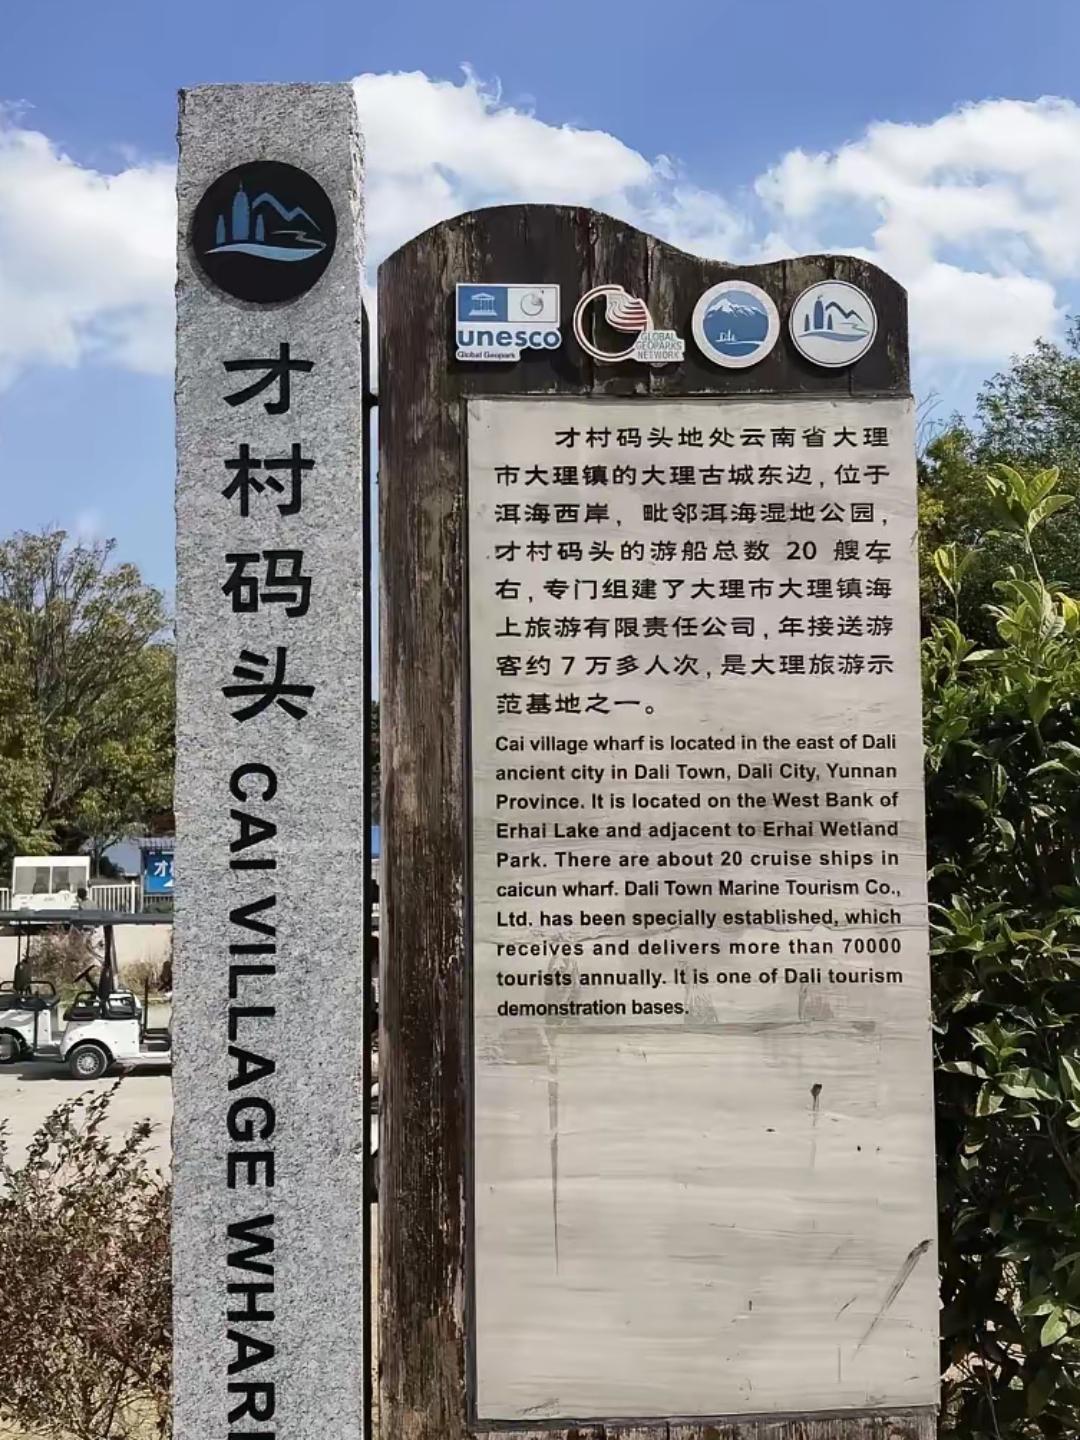 才村码头
CAI VILLAGE WHARF
unesco
Global Geopark
GLOBAL
GEOPARKS
NETWORK
才村码头地处云南省大理
市大理镇的大理古城东边，位于
洱海西岸，毗邻洱海湿地公园，
才村码头的游船总数 20 艘左
右，专门组建了大理市大理镇海
上旅游有限责任公司，年接送游
客约 7 万多人次，是大理旅游示
范基地之一。
Cai village wharf is located in the east of Dali
ancient city in Dali Town, Dali City, Yunnan
Province. It is located on the West Bank of
Erhai Lake and adjacent to Erhai Wetland
Park. There are about 20 cruise ships in
caicun wharf. Dali Town Marine Tourism Co.,
Ltd. has been specially established, which
receives and delivers more than 70000
tourists annually. It is one of Dali tourism
demonstration bases.
才